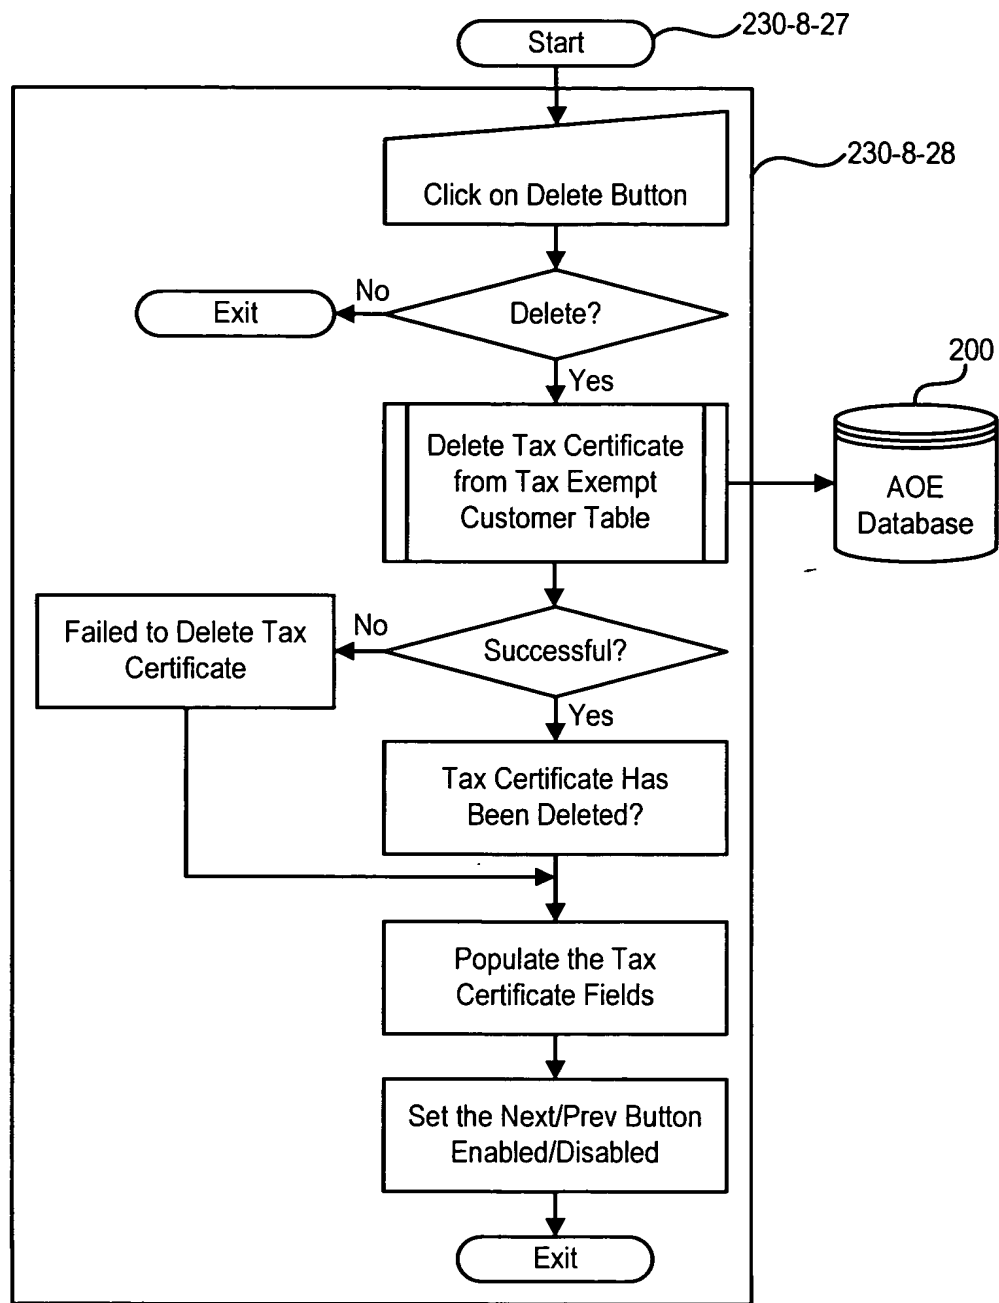 Start
230-8-27
230-8-28
Click on Delete Button
No
Exit
Delete?
Yes
200
Delete Tax Certificate
from Tax Exempt
Customer Table
AOE
Database
No
Failed to Delete Tax
Certificate
Successful?
Yes
Tax Certificate Has
Been Deleted?
Populate the Tax
Certificate Fields
Set the Next/Prev Button
Enabled/Disabled
Exit